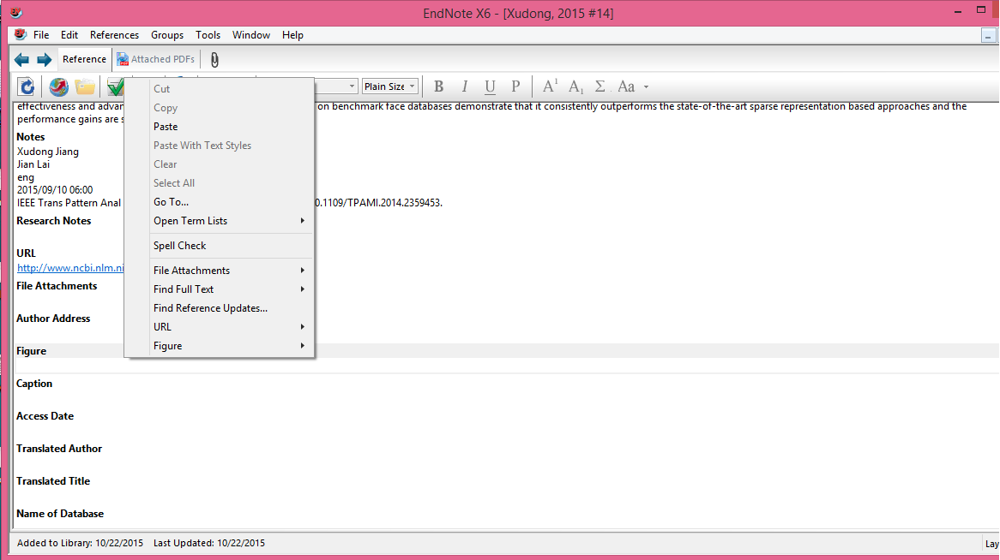 EndNote X6 - [Xudong, 2015 #14]
File Edit References Groups Tools Window Help
Reference Attached PDFs
Plain Size B I U P A1 A1 Σ Aa
effectiveness and advan on benchmark face databases demonstrate that it consistently outperforms the state-of-the-art sparse representation based approaches and the
performance gains are s
Notes
Xudong Jiang
Jian Lai
eng
2015/09/10 06:00
IEEE Trans Pattern Anal 0.1109/TPAMI.2014.2359453.
Research Notes
URL
http://www.ncbi.nlm.ni
File Attachments
Author Address
Figure
Caption
Access Date
Translated Author
Translated Title
Name of Database
Cut
Copy
Paste
Paste With Text Styles
Clear
Select All
Go To...
Open Term Lists
Spell Check
File Attachments
Find Full Text
Find Reference Updates...
URL
Figure
Added to Library: 10/22/2015 Last Updated: 10/22/2015
Lay